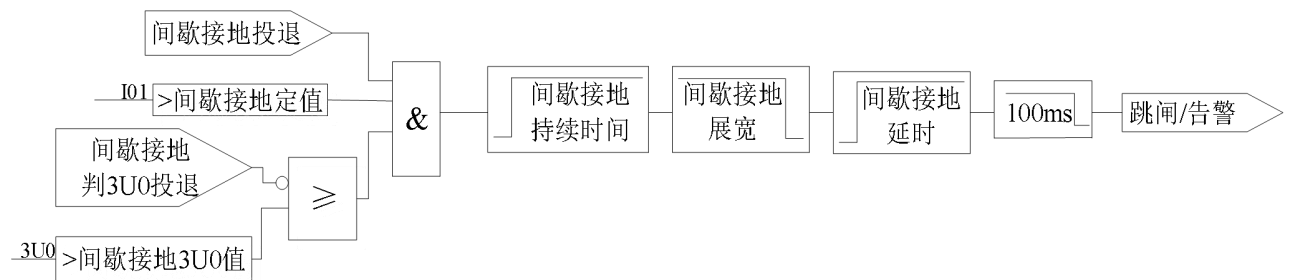 间歇接地投退
I01
>间歇接地定值
间歇接地
判3U0投退
3U0
>间歇接地3U0值
≥
&
间歇接地
持续时间
间歇接地
展宽
间歇接地
延时
100ms
跳闸/告警